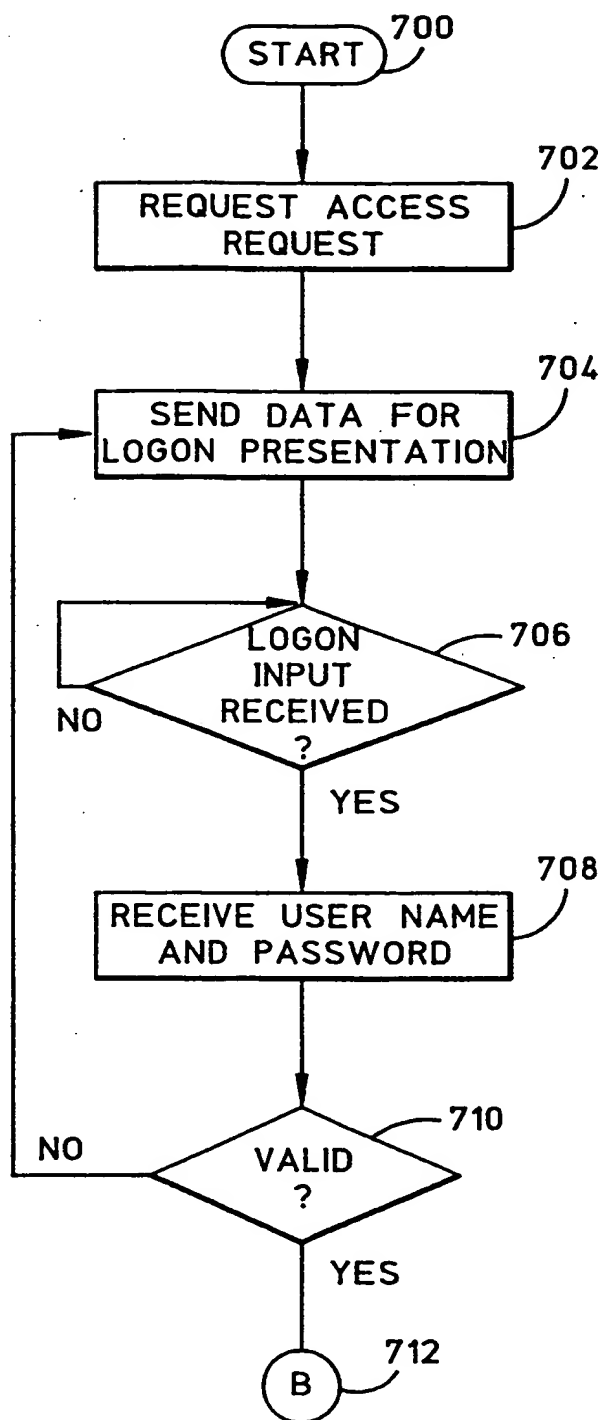 START
700
REQUEST ACCESS
REQUEST
702
SEND DATA FOR
LOGON PRESENTATION
704
LOGON
INPUT
RECEIVED
?
706
NO
YES
RECEIVE USER NAME
AND PASSWORD
708
VALID
?
710
NO
YES
B
712